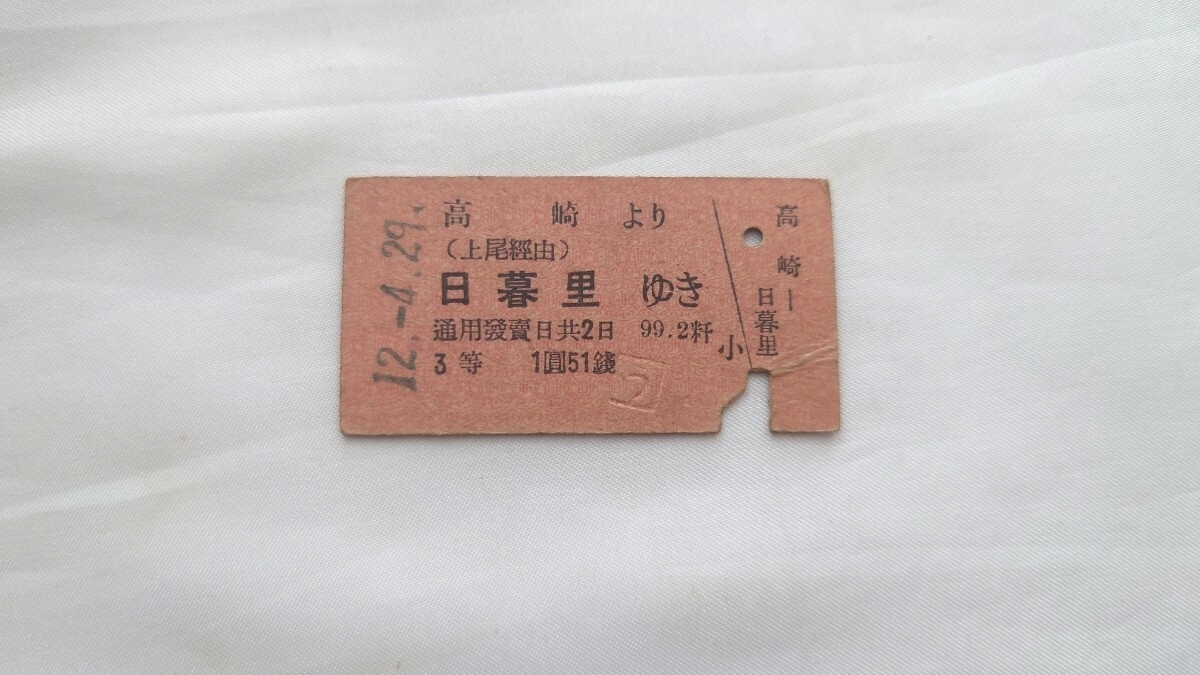 12.-4.29.
高崎より
(上尾經由)
日暮里 ゆき
通用發賣日共2日 99.2粁
3等 1圓51錢
小
高崎―日暮里